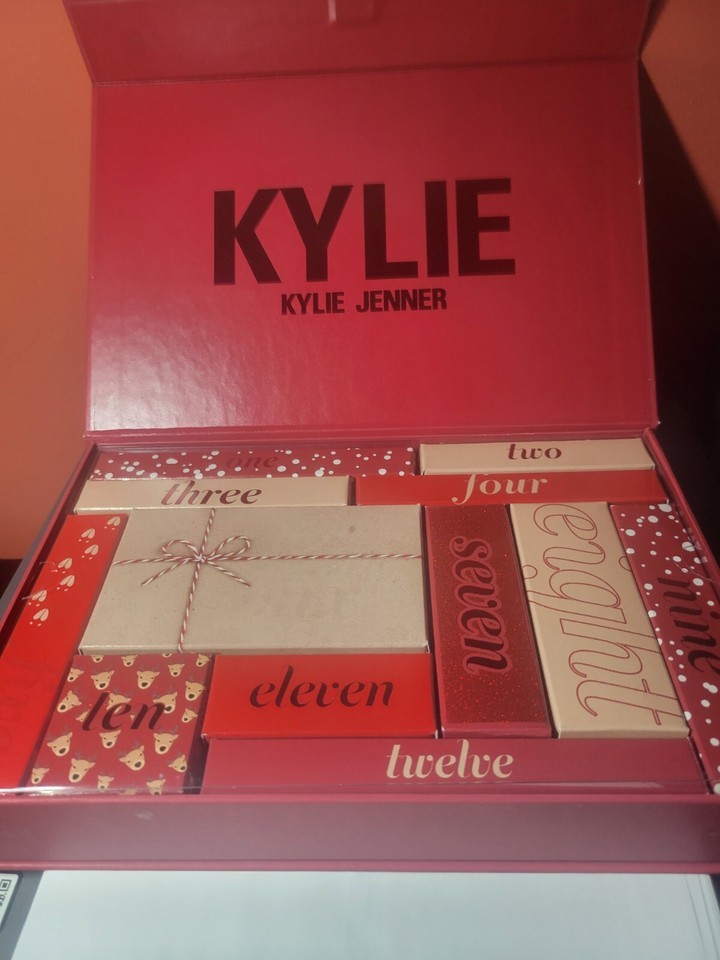 KYLIE
KYLIE JENNER
one
two
three
four
seven
eight
nine
ten
eleven
twelve